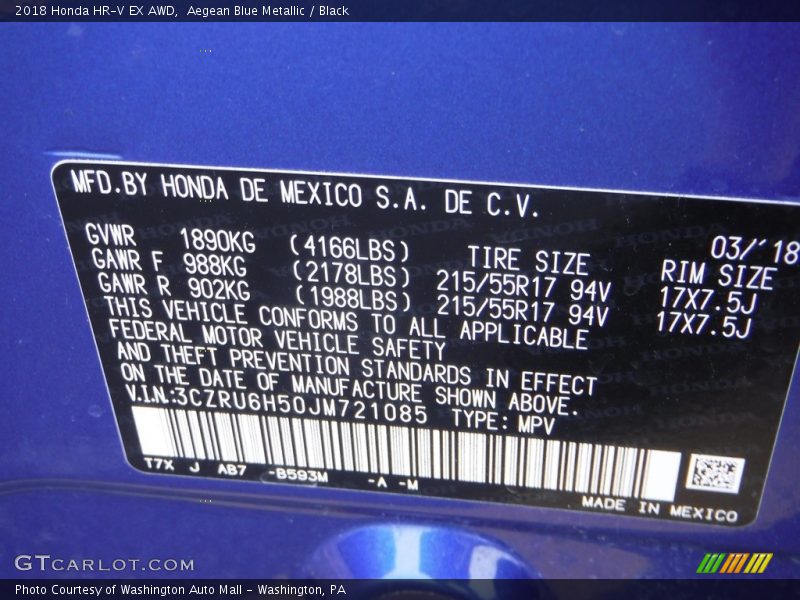 2018 Honda HR-V EX AWD,  Aegean Blue Metallic / Black
MFD.BY HONDA DE MEXICO S.A. DE C.V.
03/'18
GVWR 1890KG (4166LBS) TIRE SIZE RIM SIZE
GAWR F 988KG (2178LBS) 215/55R17 94V 17X7.5J
GAWR R 902KG (1988LBS) 215/55R17 94V 17X7.5J
THIS VEHICLE CONFORMS TO ALL APPLICABLE
FEDERAL MOTOR VEHICLE SAFETY
AND THEFT PREVENTION STANDARDS IN EFFECT
ON THE DATE OF MANUFACTURE SHOWN ABOVE.
V.I.N.:3CZRU6H50JM721085 TYPE: MPV
T7X J AB7 -B593M -A -M
MADE IN MEXICO
GTCARLOT.COM
Photo Courtesy of Washington Auto Mall - Washington, PA